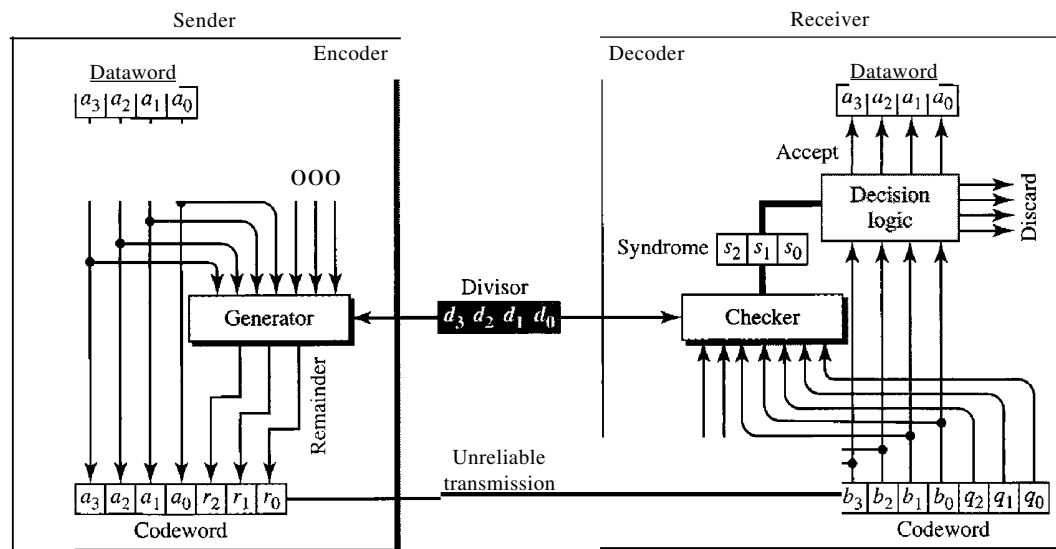 Sender
Receiver
Encoder
Decoder
Dataword
a3 a2 a1 a0
Dataword
a3 a2 a1 a0
Accept
OOO
Decision
logic
Discard
Syndrome
s2 s1 s0
Divisor
d3 d2 d1 d0
Generator
Checker
Remainder
Unreliable
transmission
a3 a2 a1 a0 r2 r1 r0
Codeword
b3 b2 b1 b0 q2 q1 q0
Codeword